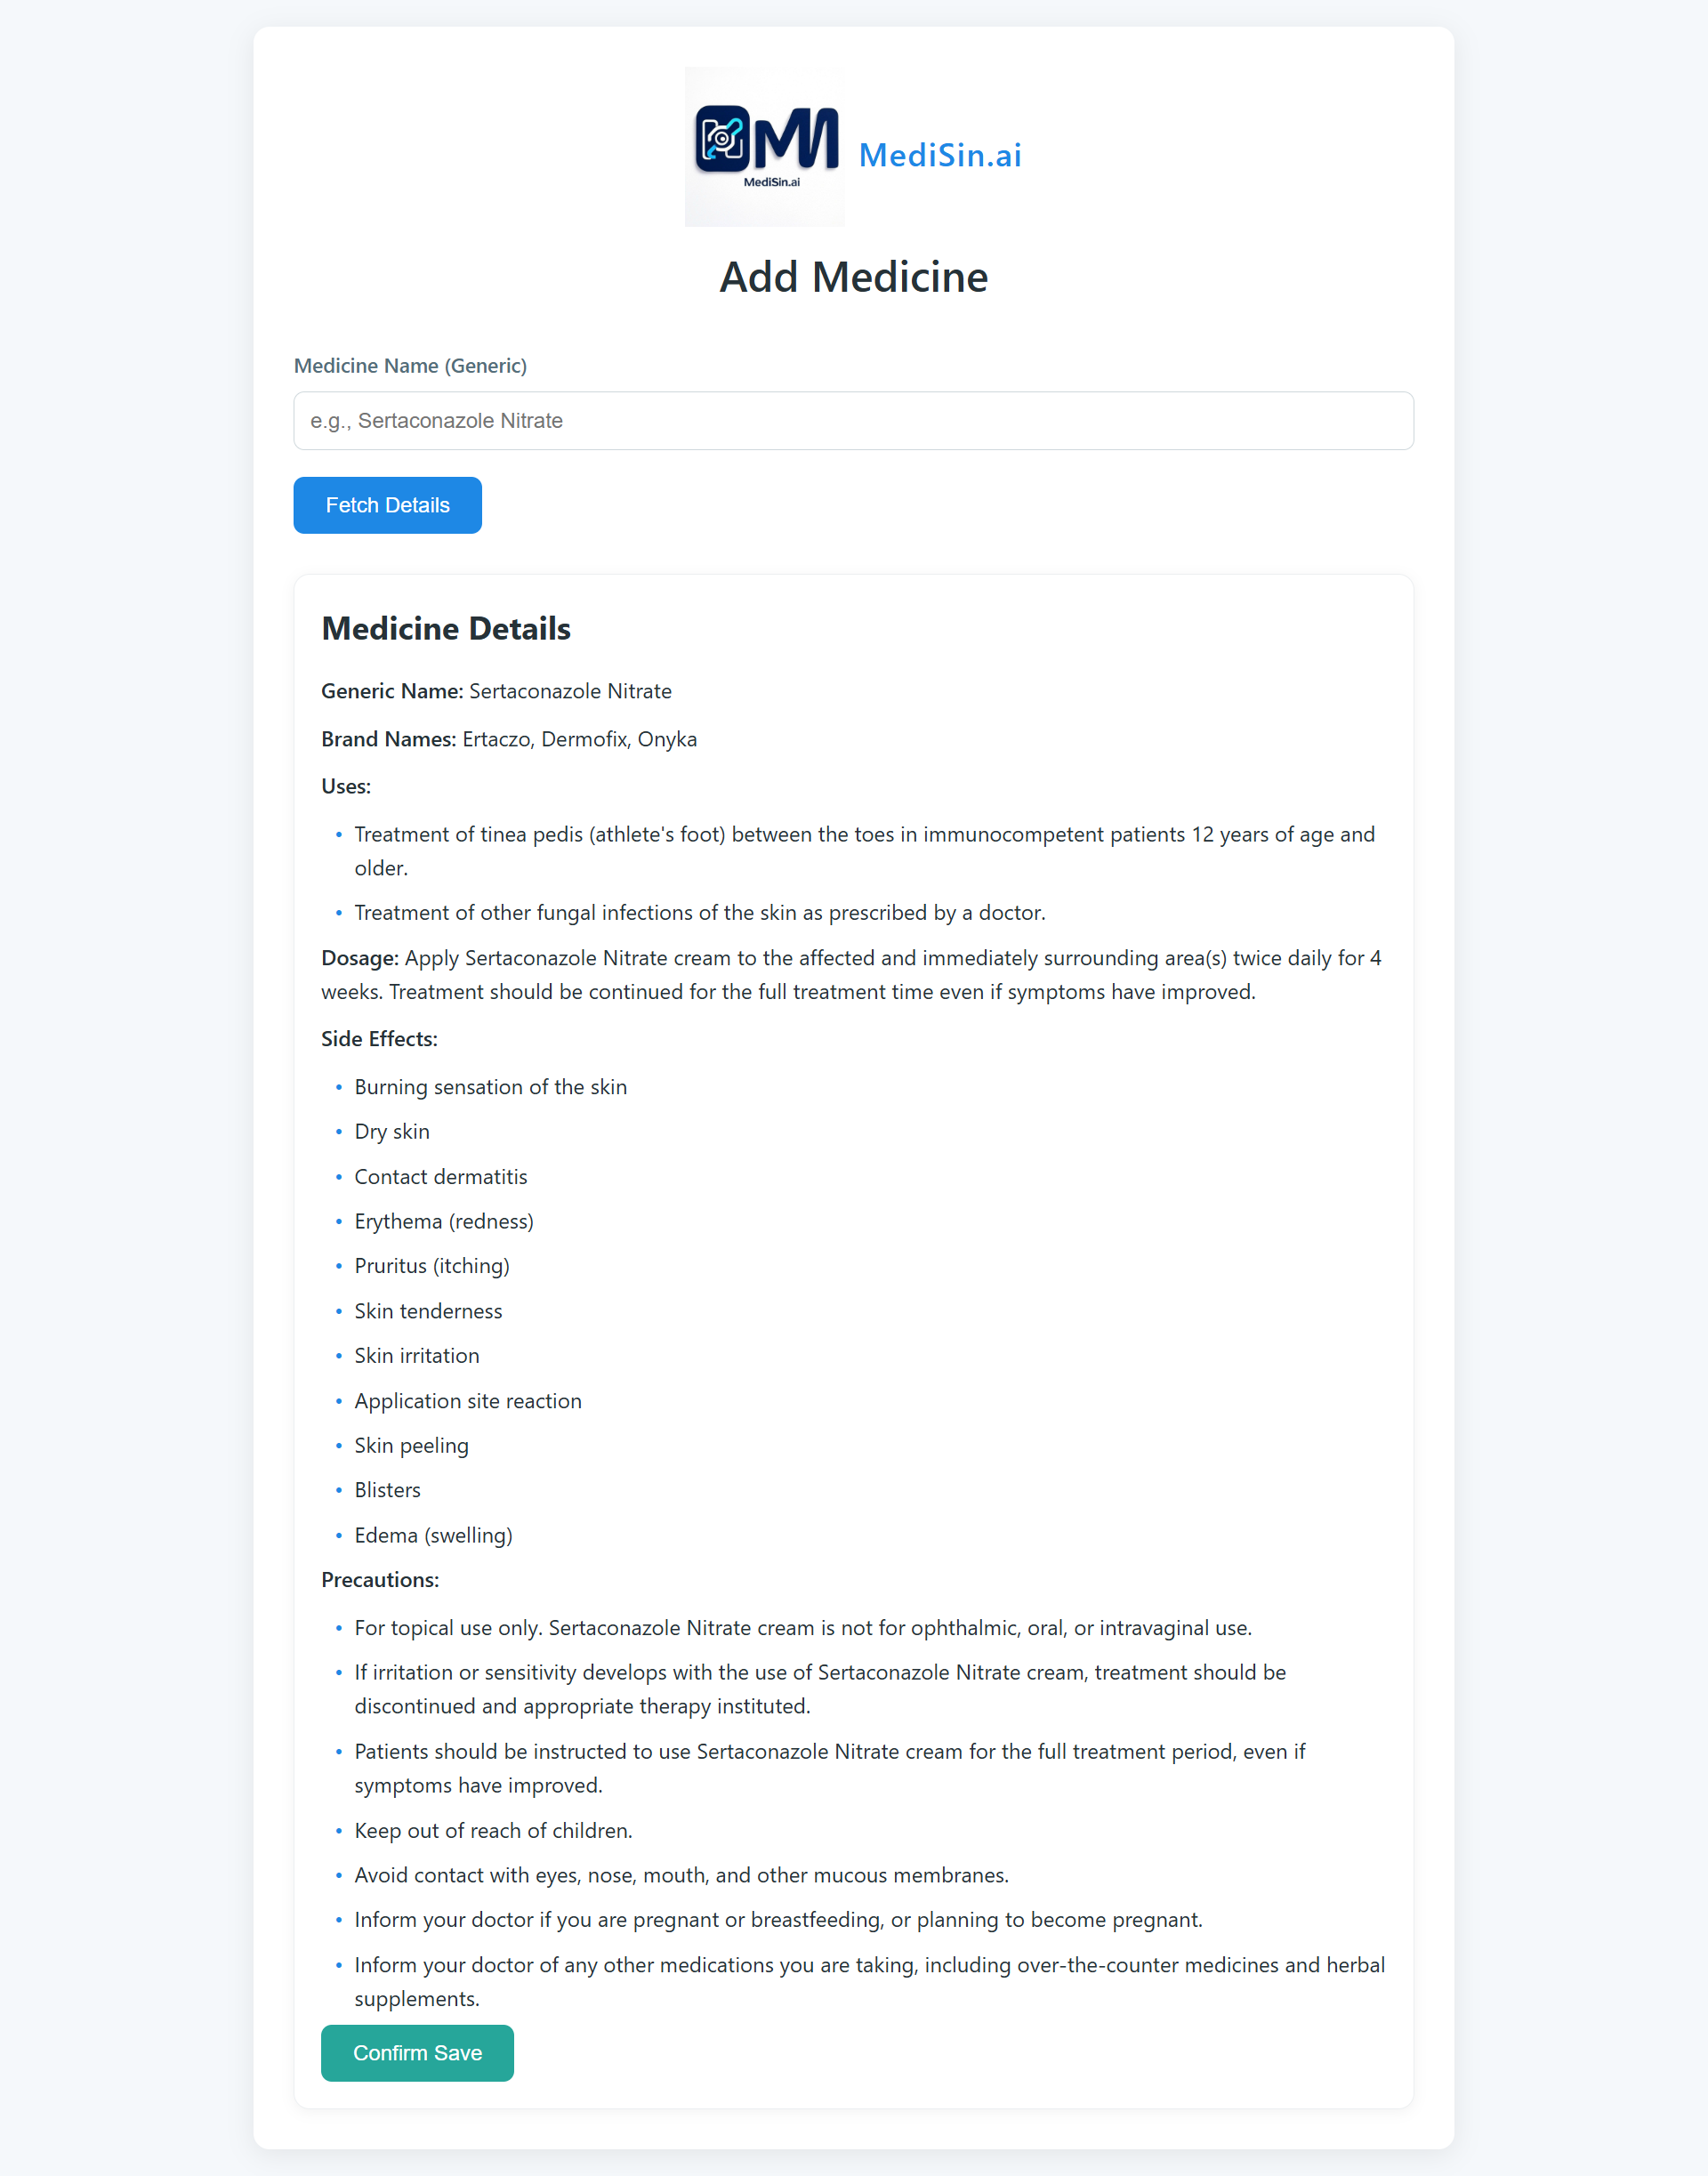 MI
MediSin.ai
MediSin.ai
Add Medicine
Medicine Name (Generic)
e.g., Sertaconazole Nitrate
Fetch Details
Medicine Details
Generic Name: Sertaconazole Nitrate
Brand Names: Ertaczo, Dermofix, Onyka
Uses:
• Treatment of tinea pedis (athlete's foot) between the toes in immunocompetent patients 12 years of age and
older.
• Treatment of other fungal infections of the skin as prescribed by a doctor.
Dosage: Apply Sertaconazole Nitrate cream to the affected and immediately surrounding area(s) twice daily for 4
weeks. Treatment should be continued for the full treatment time even if symptoms have improved.
Side Effects:
• Burning sensation of the skin
• Dry skin
• Contact dermatitis
• Erythema (redness)
• Pruritus (itching)
• Skin tenderness
• Skin irritation
• Application site reaction
• Skin peeling
• Blisters
• Edema (swelling)
Precautions:
• For topical use only. Sertaconazole Nitrate cream is not for ophthalmic, oral, or intravaginal use.
• If irritation or sensitivity develops with the use of Sertaconazole Nitrate cream, treatment should be
discontinued and appropriate therapy instituted.
• Patients should be instructed to use Sertaconazole Nitrate cream for the full treatment period, even if
symptoms have improved.
• Keep out of reach of children.
• Avoid contact with eyes, nose, mouth, and other mucous membranes.
• Inform your doctor if you are pregnant or breastfeeding, or planning to become pregnant.
• Inform your doctor of any other medications you are taking, including over-the-counter medicines and herbal
supplements.
Confirm Save